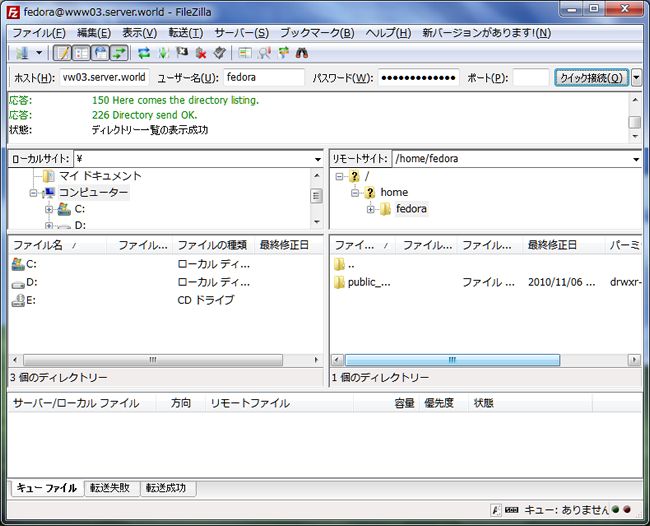 fedora@www03.server.world - FileZilla
ファイル(F) 編集(E) 表示(V) 転送(T) サーバー(S) ブックマーク(B) ヘルプ(H) 新バージョンがあります!(N)
ホスト(H): vw03.server.world ユーザー名(U): fedora パスワード(W): ●●●●●●●●●●●●● ポート(P): クイック接続(Q)
応答: 150 Here comes the directory listing.
応答: 226 Directory send OK.
状態: ディレクトリー一覧の表示成功
ローカルサイト: ¥
マイ ドキュメント
コンピューター
C:
D:
リモートサイト: /home/fedora
/
home
fedora
ファイル名 / ファイル... ファイルの種類 最終修正日
C: ローカル ディ...
D: ローカル ディ...
E: CD ドライブ
3 個のディレクトリー
ファイ... / ファイル... ファイル... 最終修正日 パーミ
..
public_... ファイル ... 2010/11/06 ... drwxr-
1 個のディレクトリー
サーバー/ローカル ファイル 方向 リモートファイル 容量 優先度 状態
キュー ファイル 転送失敗 転送成功
キュー: ありません